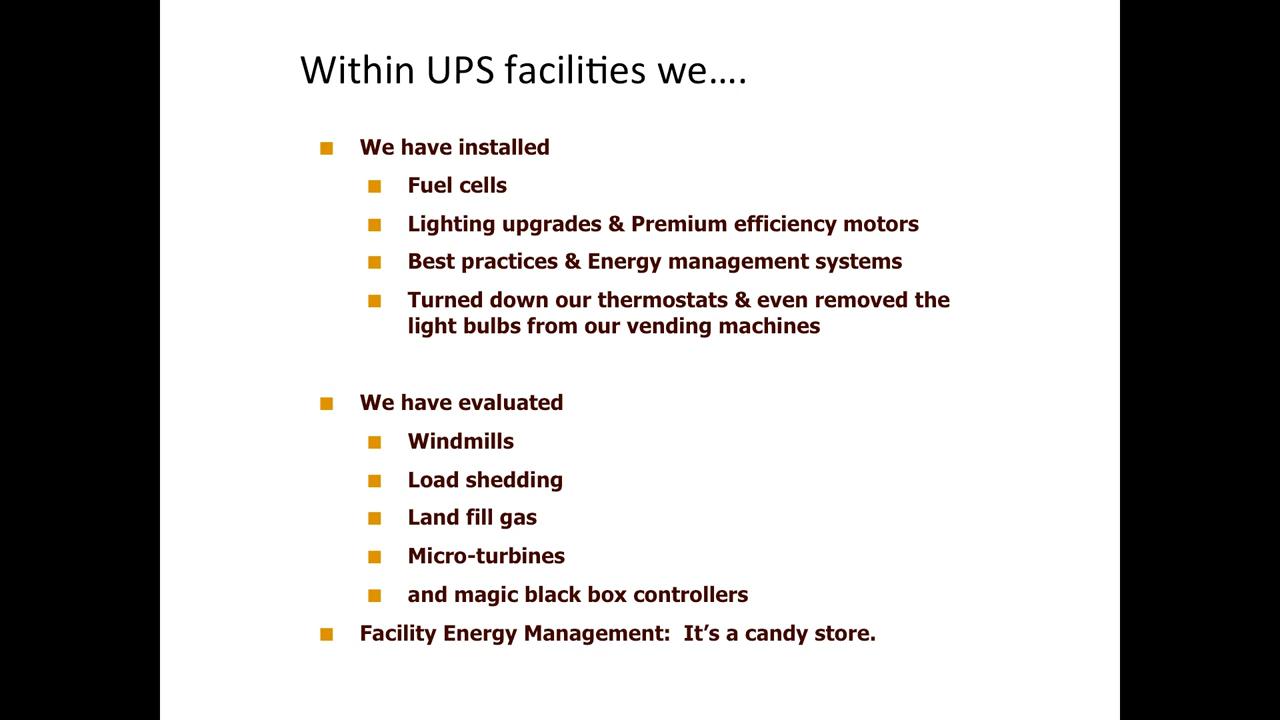 Within UPS facilities we....
We have installed
Fuel cells
Lighting upgrades & Premium efficiency motors
Best practices & Energy management systems
Turned down our thermostats & even removed the
light bulbs from our vending machines
We have evaluated
Windmills
Load shedding
Land fill gas
Micro-turbines
and magic black box controllers
Facility Energy Management:  It’s a candy store.